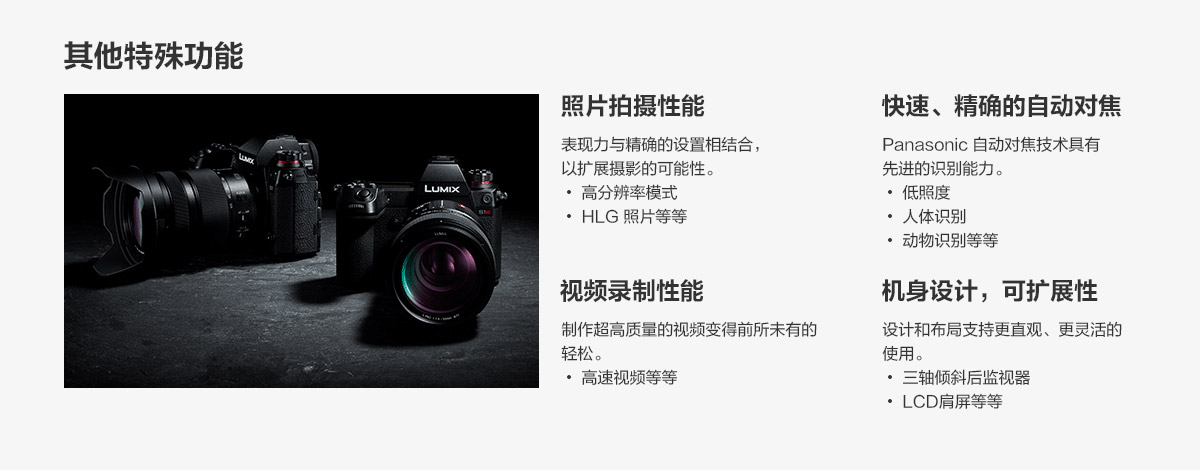 其他特殊功能
LUMIX
LUMIX
S1R
照片拍摄性能
表现力与精确的设置相结合，
以扩展摄影的可能性。
• 高分辨率模式
• HLG 照片等等
快速、精确的自动对焦
Panasonic 自动对焦技术具有
先进的识别能力。
• 低照度
• 人体识别
• 动物识别等等
视频录制性能
制作超高质量的视频变得前所未有的
轻松。
• 高速视频等等
机身设计，可扩展性
设计和布局支持更直观、更灵活的
使用。
• 三轴倾斜后监视器
• LCD肩屏等等